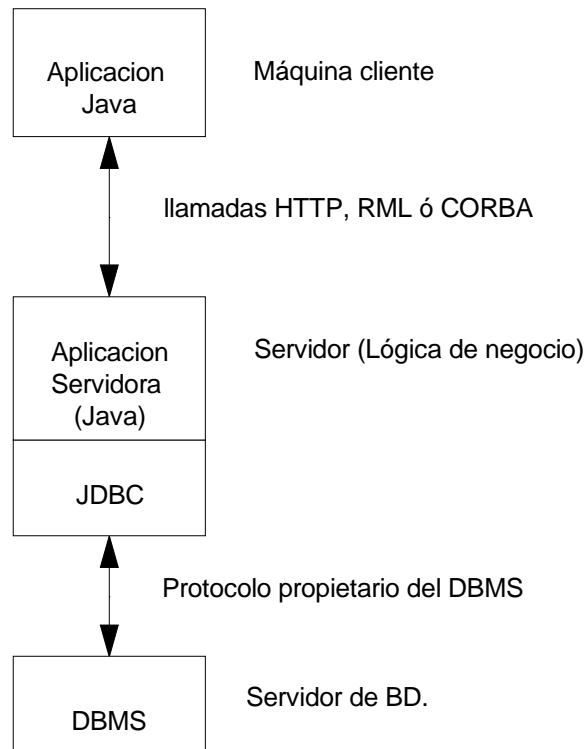 Aplicacion
Java
Máquina cliente
llamadas HTTP, RML ó CORBA
Aplicacion
Servidora
(Java)
Servidor (Lógica de negocio)
JDBC
Protocolo propietario del DBMS
DBMS
Servidor de BD.